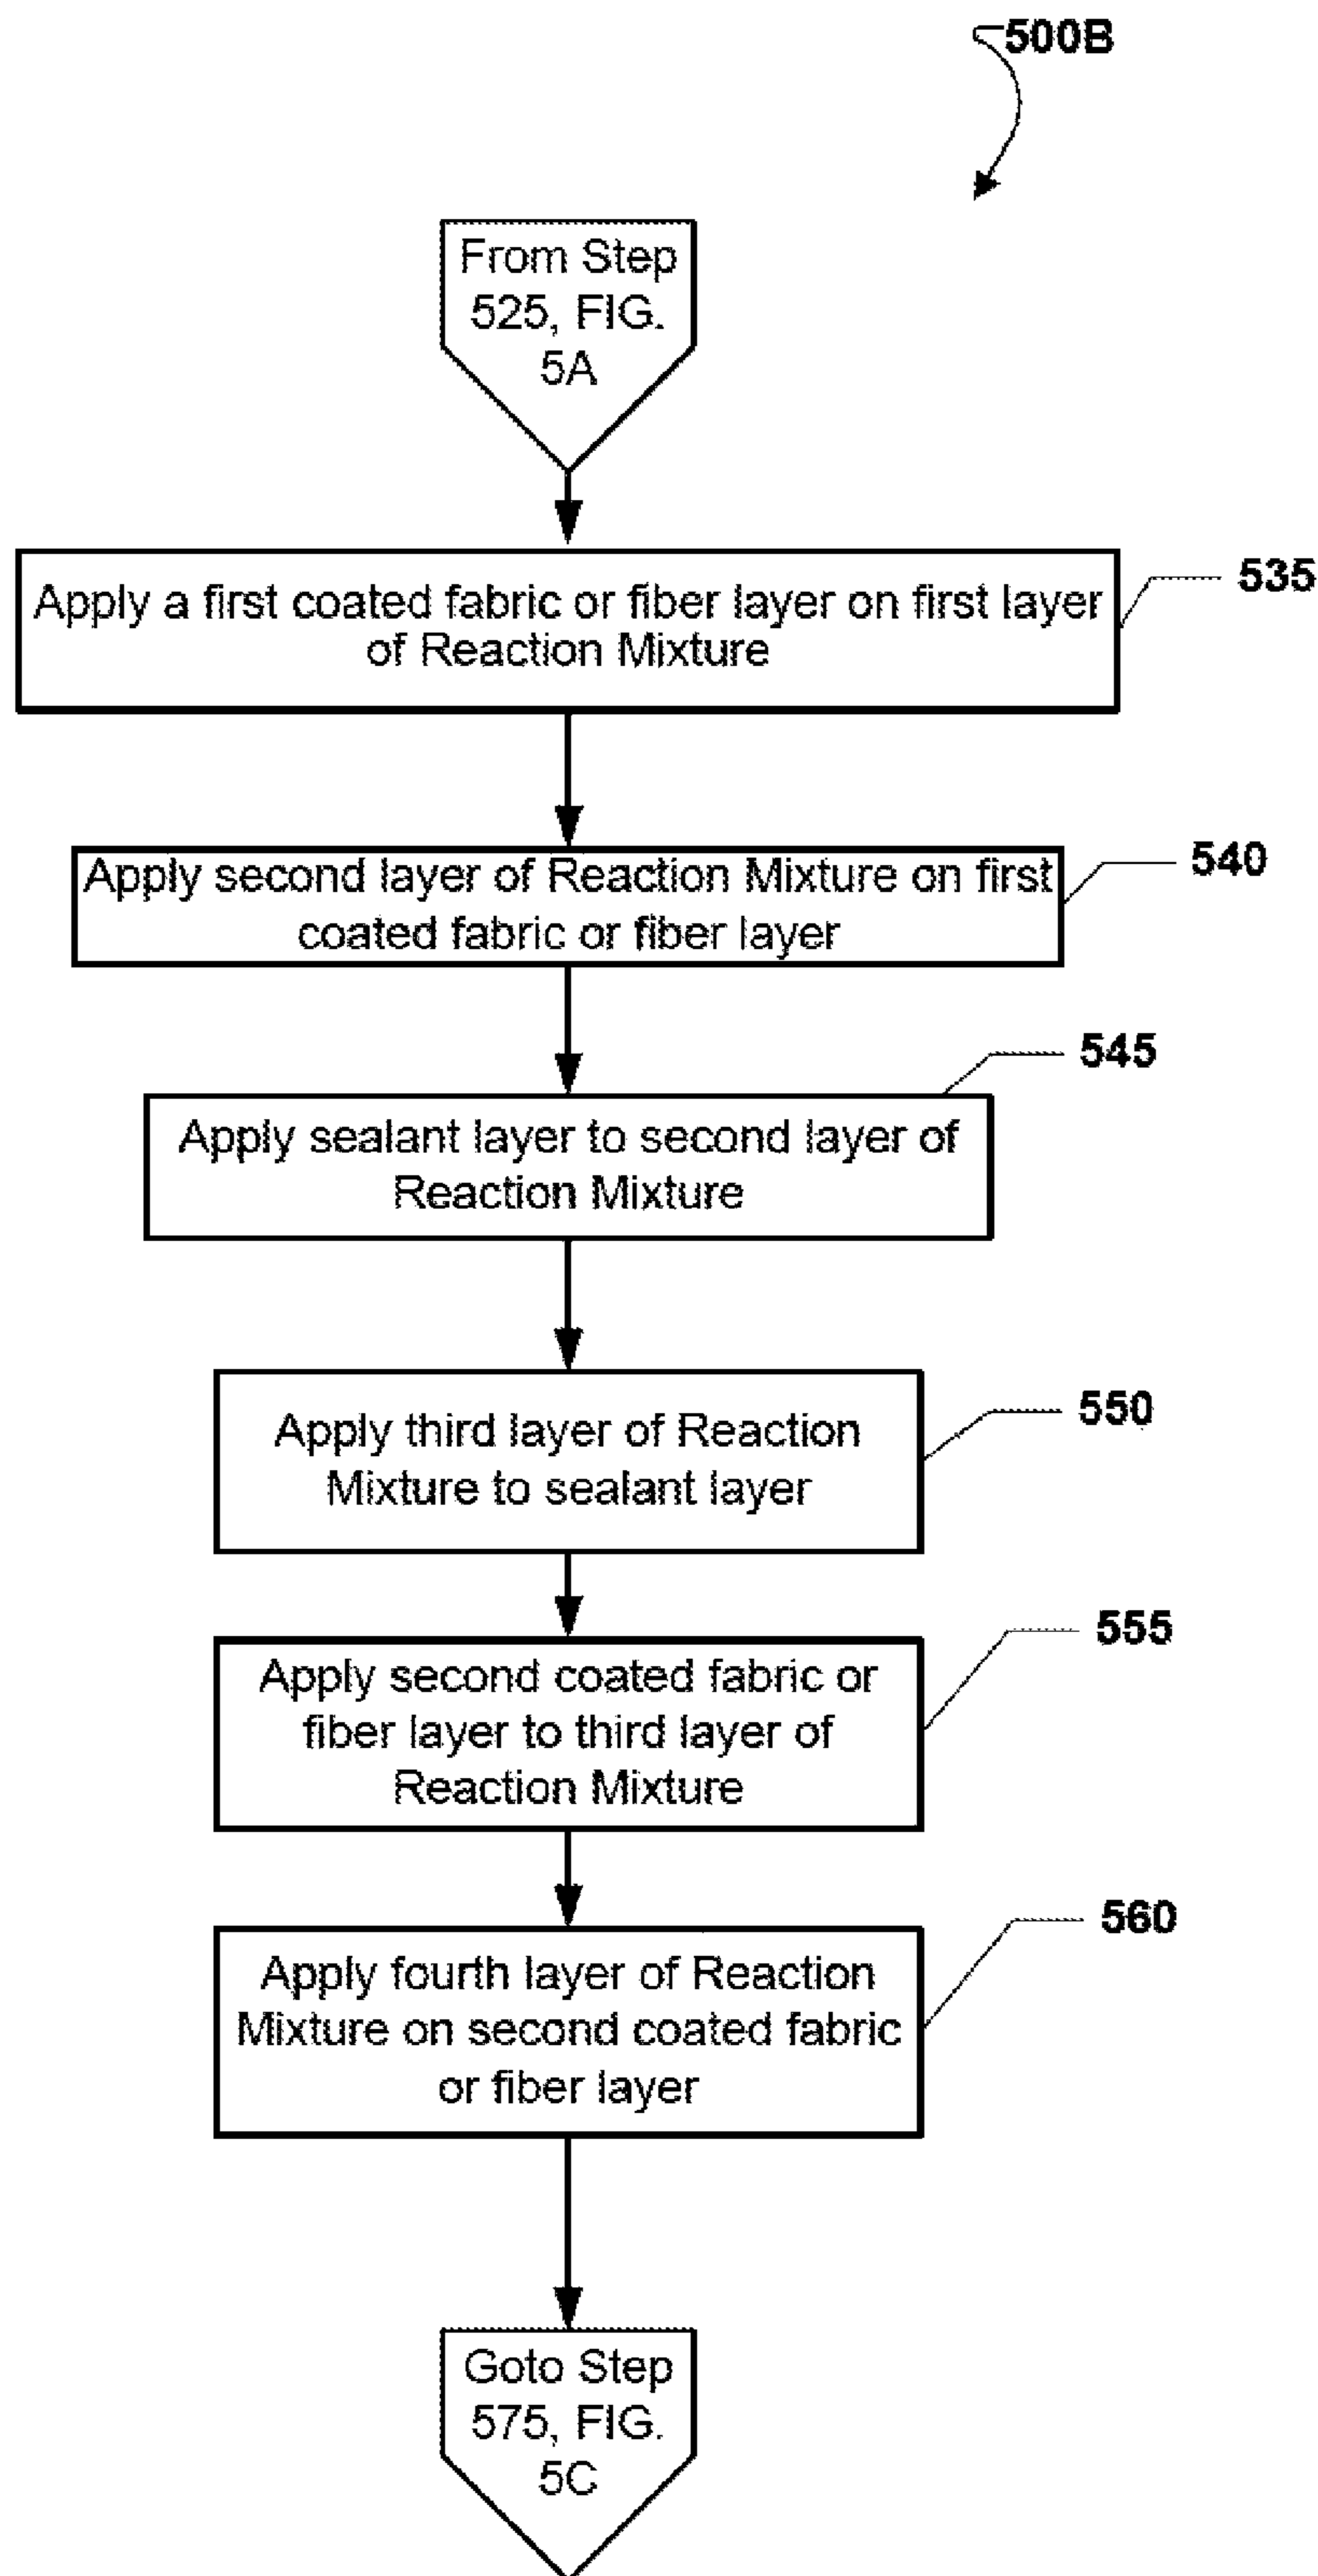 500B
From Step
525, FIG.
5A
Apply a first coated fabric or fiber layer on first layer
of Reaction Mixture
535
Apply second layer of Reaction Mixture on first
coated fabric or fiber layer
540
545
Apply sealant layer to second layer of
Reaction Mixture
Apply third layer of Reaction
Mixture to sealant layer
550
Apply second coated fabric or
fiber layer to third layer of
Reaction Mixture
555
Apply fourth layer of Reaction
Mixture on second coated fabric
or fiber layer
560
Goto Step
575, FIG.
5C